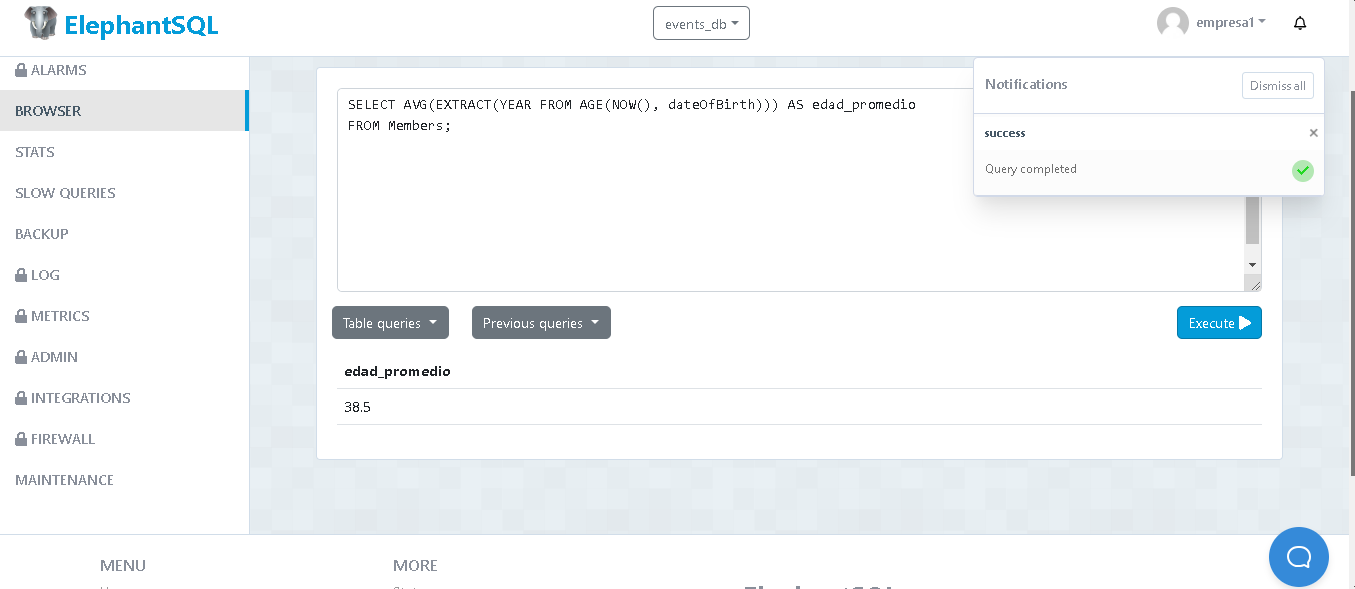 ElephantSQL
events_db
empresa1
ALARMS
BROWSER
STATS
SLOW QUERIES
BACKUP
LOG
METRICS
ADMIN
INTEGRATIONS
FIREWALL
MAINTENANCE
SELECT AVG(EXTRACT(YEAR FROM AGE(NOW(), dateOfBirth))) AS edad_promedio
FROM Members;
Notifications
Dismiss all
success
Query completed
Table queries
Previous queries
Execute
edad_promedio
38.5
MENU
MORE